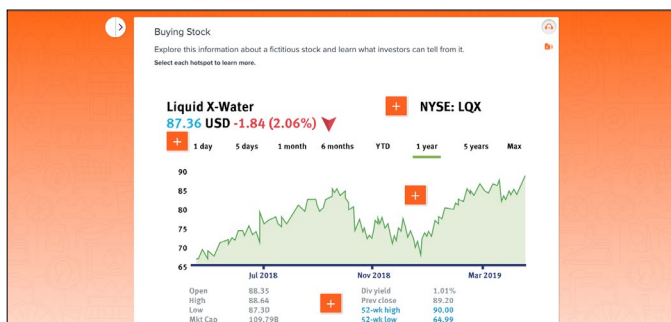 Buying Stock
Explore this information about a fictitious stock and learn what investors can tell from it.
Select each hotspot to learn more.
Liquid X-Water
NYSE: LQX
87.36 USD -1.84 (2.06%)
1 day 5 days 1 month 6 months YTD 1 year 5 years Max
90
85
80
75
70
65
Jul 2018 Nov 2018 Mar 2019
Open 88.35 Div yield 1.01%
High 88.64 Prev close 89.20
Low 87.3D 52-wk high 90.00
Mkt Cap 109.79B 52-wk low 64.99